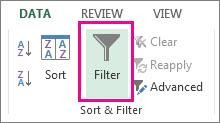 DATA REVIEW VIEW
A
Z
Z A
A Z
Z
A
Sort
Filter
Clear
Reapply
Advanced
Sort & Filter